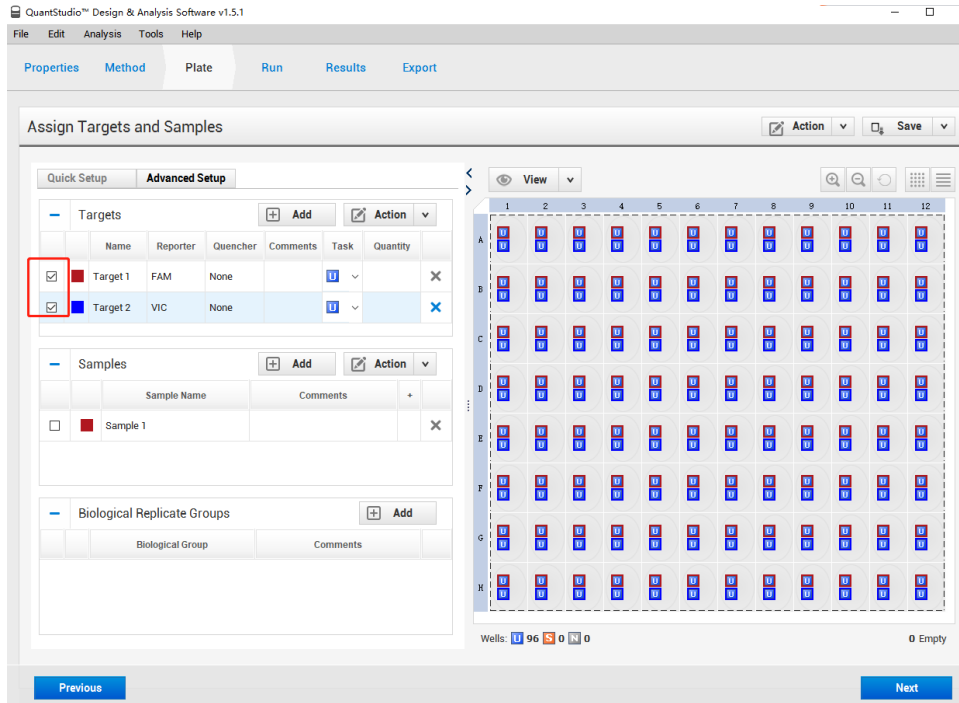 QuantStudio™ Design & Analysis Software v1.5.1
File Edit Analysis Tools Help
Properties Method Plate Run Results Export
Assign Targets and Samples
Action Save
Quick Setup Advanced Setup
Targets
Add Action
Name Reporter Quencher Comments Task Quantity
Target 1 FAM None U
Target 2 VIC None U
Samples
Add Action
Sample Name Comments +
Sample 1
Biological Replicate Groups
Add
Biological Group Comments
View
1 2 3 4 5 6 7 8 9 10 11 12
A U U U U U U U U U U U U
U U U U U U U U U U U U
B U U U U U U U U U U U U
U U U U U U U U U U U U
C U U U U U U U U U U U U
U U U U U U U U U U U U
D U U U U U U U U U U U U
U U U U U U U U U U U U
E U U U U U U U U U U U U
U U U U U U U U U U U U
F U U U U U U U U U U U U
U U U U U U U U U U U U
G U U U U U U U U U U U U
U U U U U U U U U U U U
H U U U U U U U U U U U U
U U U U U U U U U U U U
Wells: U 96 S 0 N 0 0 Empty
Previous Next